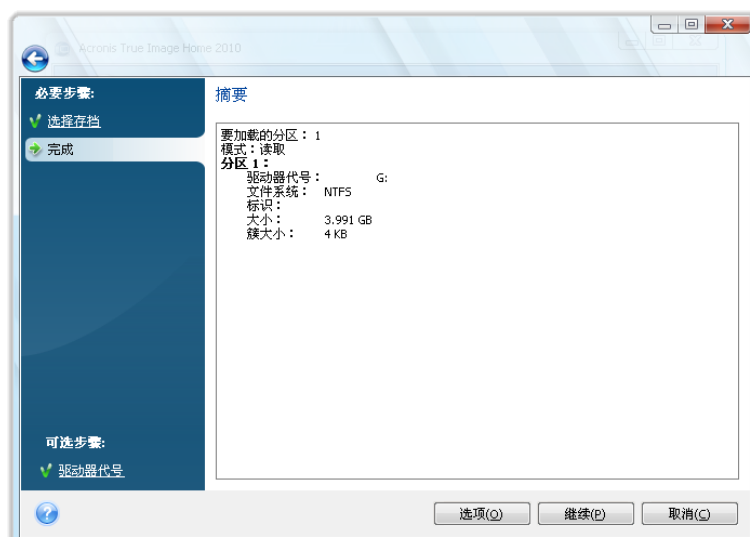 Acronis True Image Home 2010
必要步骤:
选择存档
完成
摘要
要加载的分区： 1
模式：读取
分区 1：
驱动器代号： G:
文件系统： NTFS
标识：
大小： 3.991 GB
簇大小： 4 KB
可选步骤:
驱动器代号
选项(O)
继续(P)
取消(C)